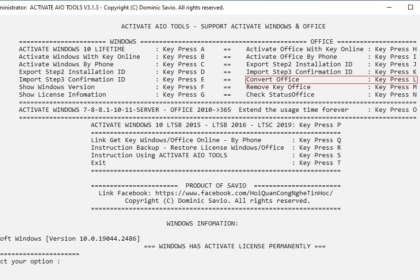 ministrator: ACTIVATE AIO TOOLS V3.1.3 - Copyright (C) Dominic Savio. All rights reserved.
ACTIVATE AIO TOOLS - SUPPORT ACTIVATE WINDOWS & OFFICE
=================== WINDOWS =================== =================== OFFICE ===================
ACTIVATE WINDOWS 10 LIFETIME : Key Press A == Activate Office With Key Online : Key Press H
Activate Windows With Key Online : Key Press B == Activate Office By Phone : Key Press I
Activate Windows By Phone : Key Press C == Export Step2 Installation ID : Key Press J
Export Step2 Installation ID : Key Press D == Import Step3 Confirmation ID : Key Press K
Import Step3 Confirmation ID : Key Press E == Convert Office : Key Press L
Show Windows Version : Key Press F == Remove Key Office : Key Press M
Show License Infomation : Key Press G == Check StatusOffice : Key Press N
ACTIVATE WINDOWS 7-8-8.1-10-11-SERVER - OFFICE 2010->365 Extend the usage time forever : Key Press O
ACTIVATE WINDOWS 10 LTSB 2015 - LTSB 2016 - LTSC 2019: Key Press P
Link Get Key Windows/Office Online - By Phone : Key Press Q
Instruction Backup - Restore License Windows/Office : Key Press R
Instruction Using ACTIVATE AIO TOOLS : Key Press S
Exit : Key Press T
=================== PRODUCT OF SAVIO ===================
Link Facebook: https://www.facebook.com/HoiQuanCongNgheTinHoc/
Copyright (C) Dominic Savio. All rights reserved.
WINDOWS INFOMATION:
oft Windows [Version 10.0.19044.2486]
=== WINDOWS HAS ACTIVATE LICENSE PERMANENTLY ===
ect your option :